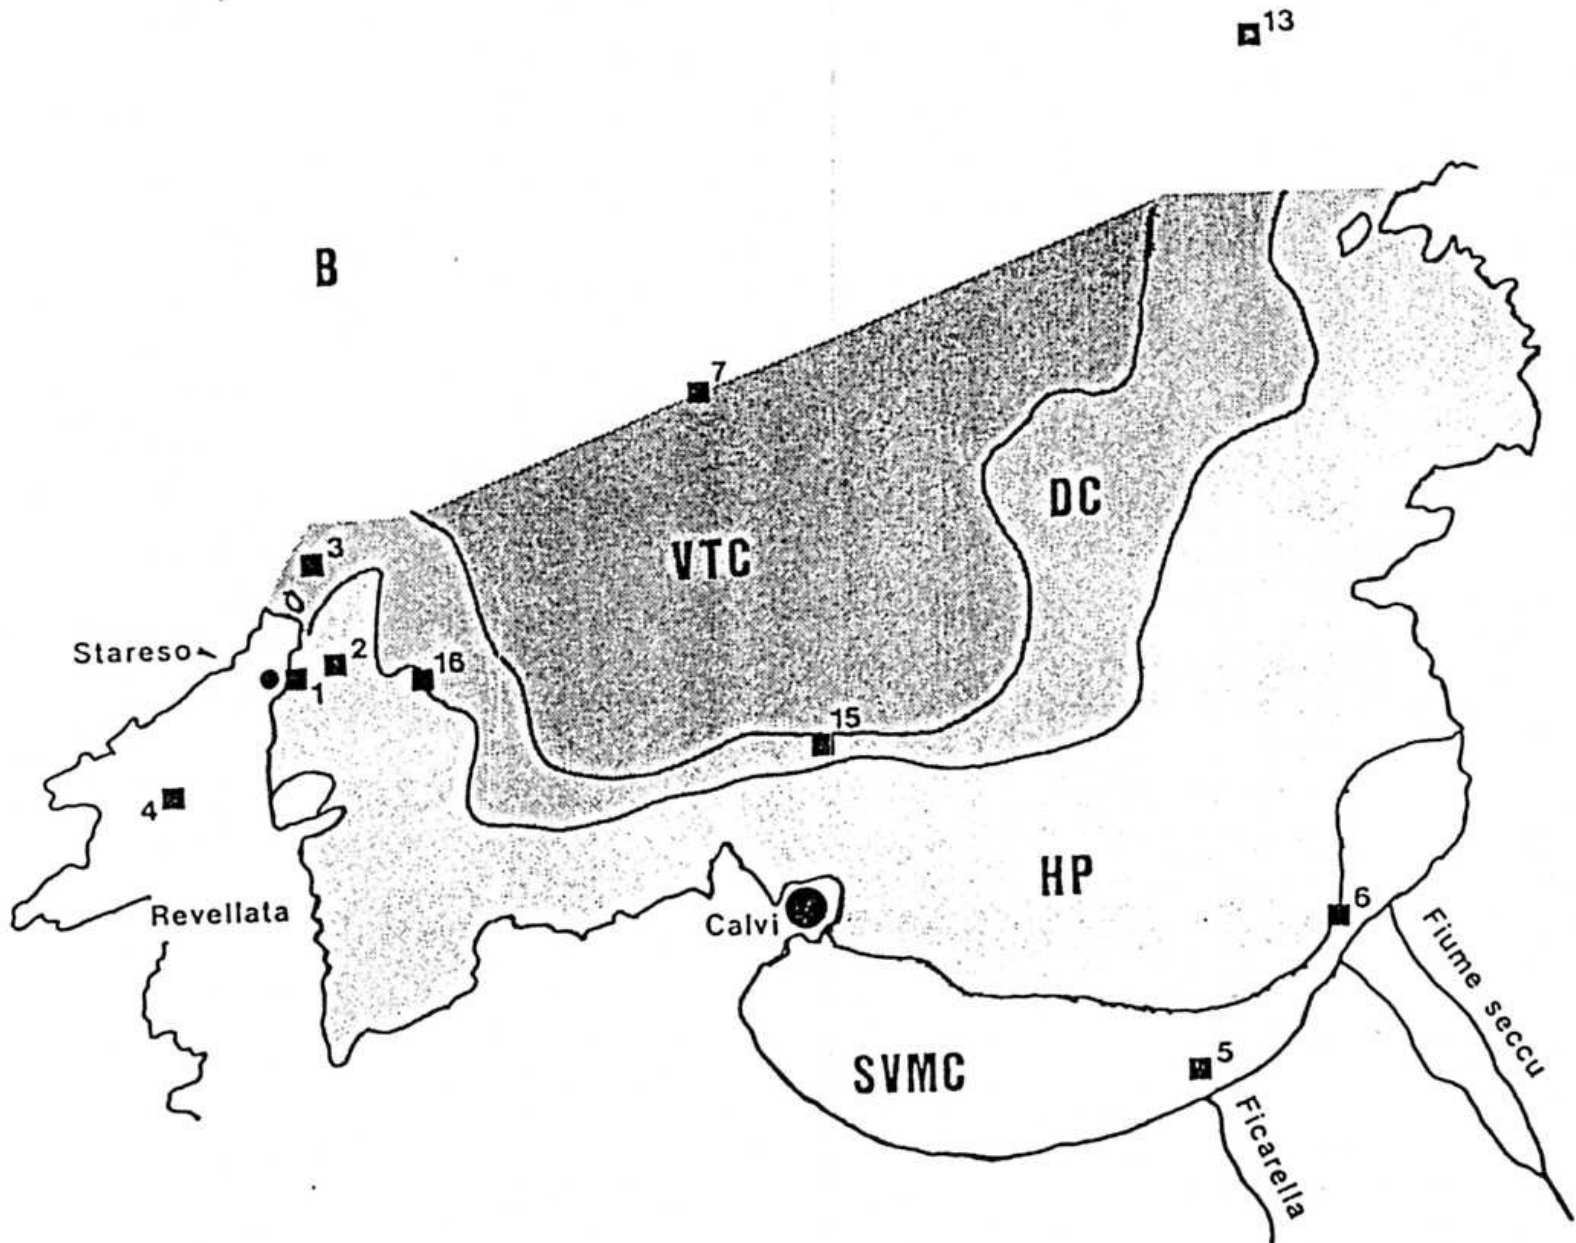 13
B
7
DC
VTC
3
Stareso
2
16
1
15
4
HP
Revellata
Calvi
6
Fiume seccu
5
SVMC
Ficarella